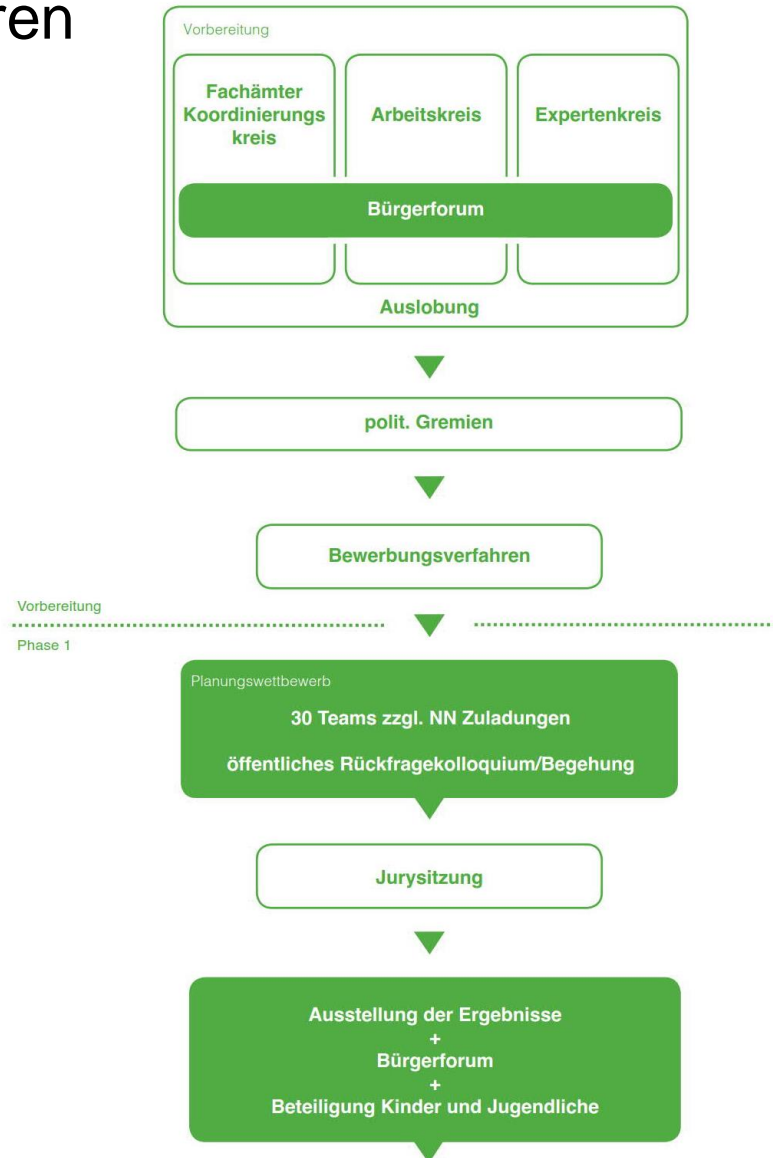 ren
Vorbereitung
Fachämter
Koordinierungs
kreis
Arbeitskreis
Expertenkreis
Bürgerforum
Auslobung
polit. Gremien
Bewerbungsverfahren
Vorbereitung
Phase 1
Planungswettbewerb
30 Teams zzgl. NN Zuladungen
öffentliches Rückfragekolloquium/Begehung
Jurysitzung
Ausstellung der Ergebnisse
+
Bürgerforum
+
Beteiligung Kinder und Jugendliche